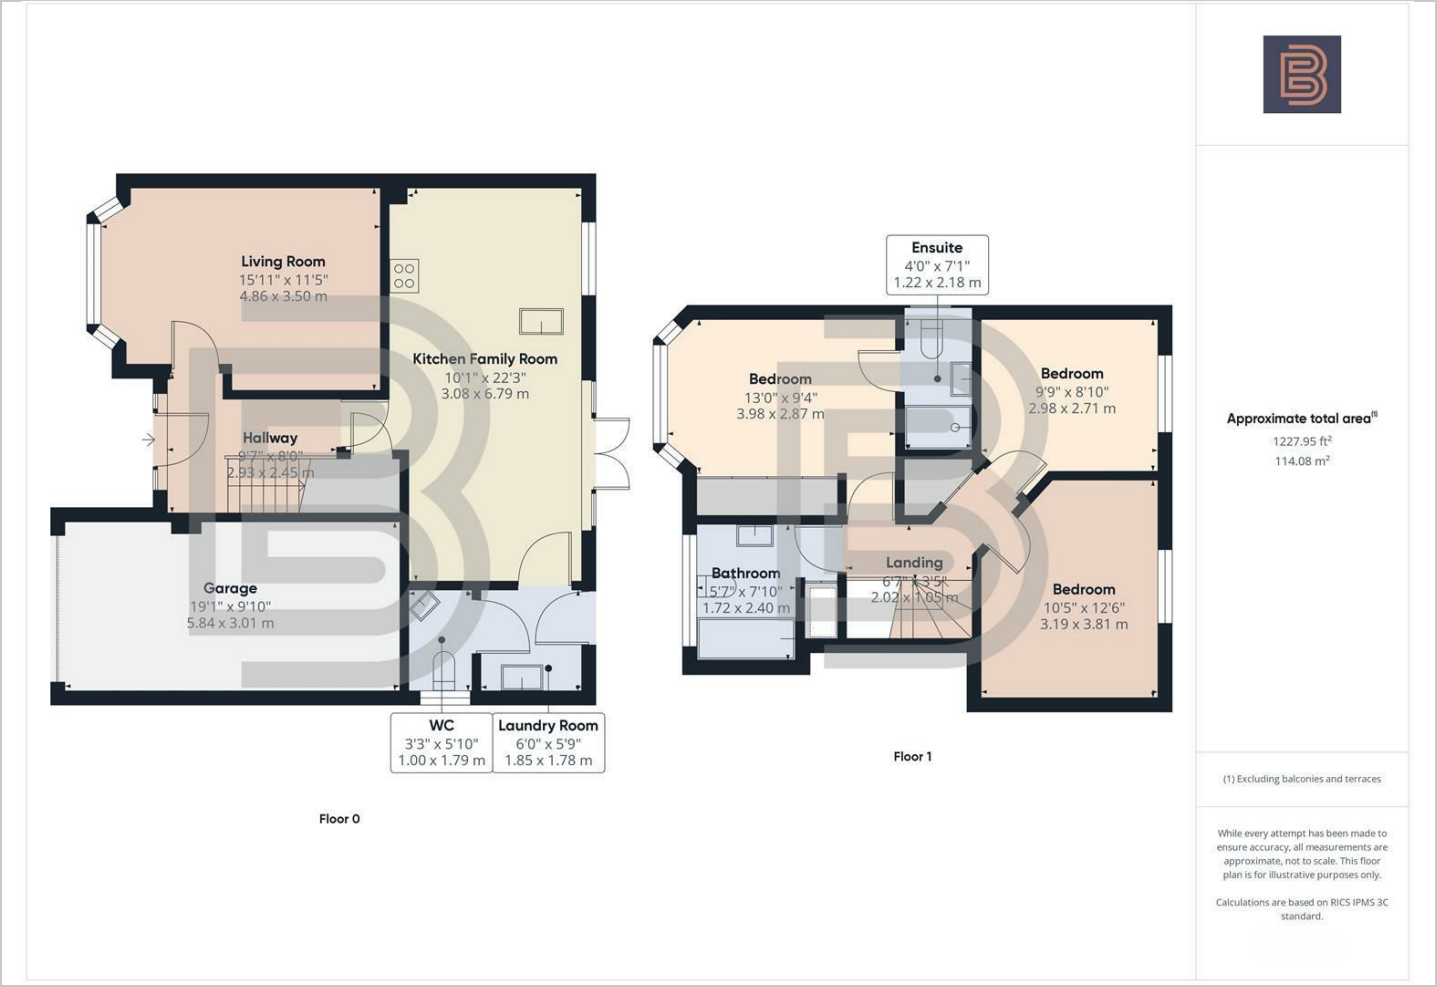 Living Room
15'11" x 11'5"
4.86 x 3.50 m
Kitchen Family Room
10'1" x 22'3"
3.08 x 6.79 m
Hallway
9'7" x 8'0"
2.93 x 2.45 m
Garage
19'1" x 9'10"
5.84 x 3.01 m
WC
3'3" x 5'10"
1.00 x 1.79 m
Laundry Room
6'0" x 5'9"
1.85 x 1.78 m
Floor 0
Ensuite
4'0" x 7'1"
1.22 x 2.18 m
Bedroom
13'0" x 9'4"
3.98 x 2.87 m
Bedroom
9'9" x 8'10"
2.98 x 2.71 m
Bathroom
5'7" x 7'10"
1.72 x 2.40 m
Landing
6'7" x 3'5"
2.02 x 1.05 m
Bedroom
10'5" x 12'6"
3.19 x 3.81 m
Floor 1
B
Approximate total area(1)
1227.95 ft²
114.08 m²
(1) Excluding balconies and terraces
While every attempt has been made to
ensure accuracy, all measurements are
approximate, not to scale. This floor
plan is for illustrative purposes only.
Calculations are based on RICS IPMS 3C
standard.